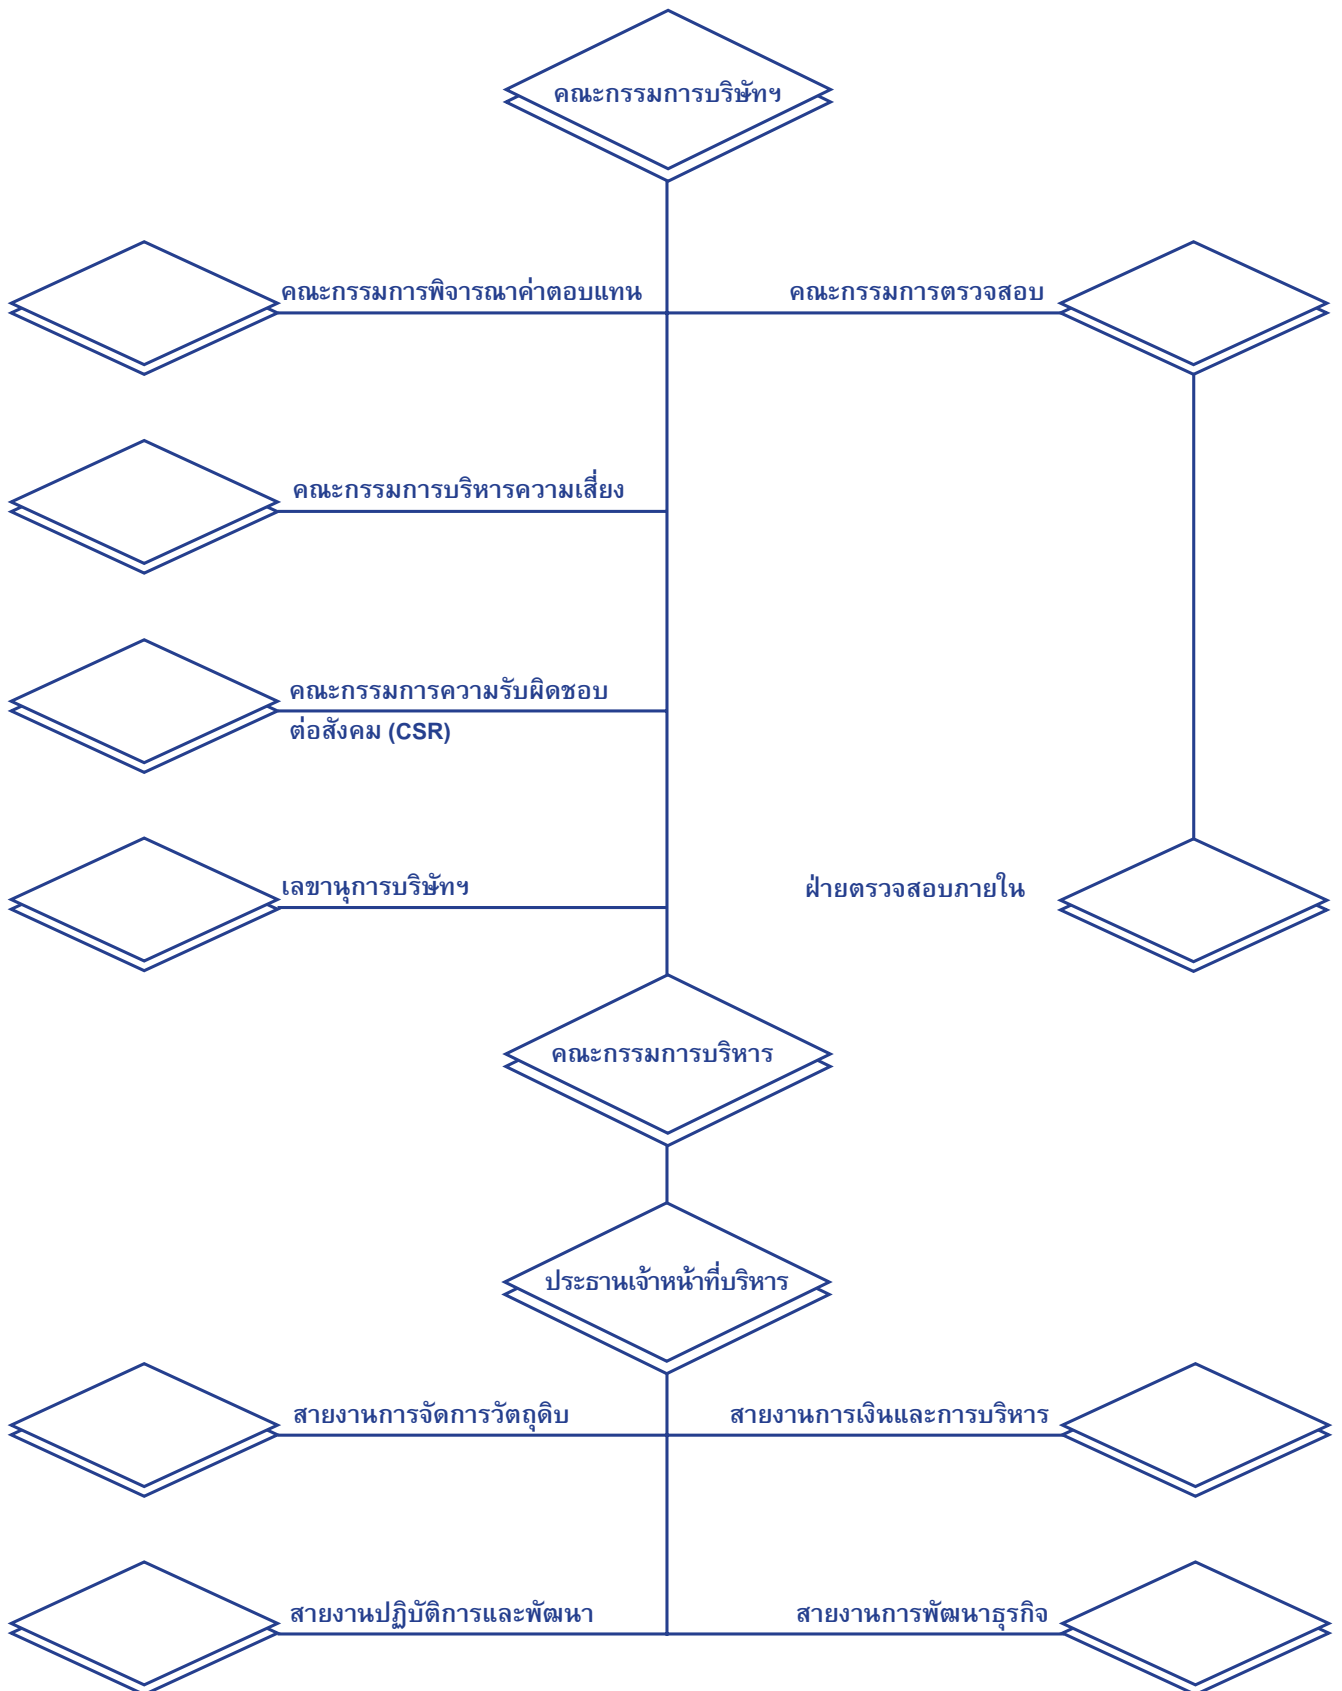 คณะกรรมการบริษัทฯ
คณะกรรมการพิจารณาค่าตอบแทน
คณะกรรมการตรวจสอบ
คณะกรรมการบริหารความเสี่ยง
คณะกรรมการความรับผิดชอบ
ต่อสังคม (CSR)
เลขานุการบริษัทฯ
ฝ่ายตรวจสอบภายใน
คณะกรรมการบริหาร
ประธานเจ้าหน้าที่บริหาร
สายงานการจัดการวัตถุดิบ
สายงานการเงินและการบริหาร
สายงานปฏิบัติการและพัฒนา
สายงานการพัฒนาธุรกิจ